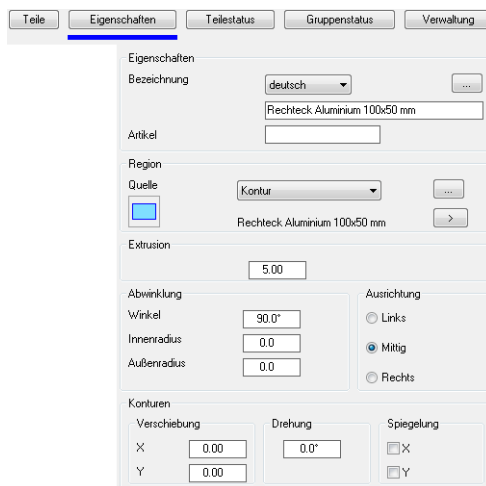 Teile Eigenschaften Teilestatus Gruppenstatus Verwaltung
Eigenschaften
Bezeichnung deutsch ...
Rechteck Aluminium 100x50 mm
Artikel
Region
Quelle Kontur ...
Rechteck Aluminium 100x50 mm >
Extrusion
5.00
Abwinklung Ausrichtung
Winkel 90.0° Links
Innenradius 0.0 Mittig
Außenradius 0.0 Rechts
Konturen
Verschiebung Drehung Spiegelung
X 0.00 0.0° X
Y 0.00 Y